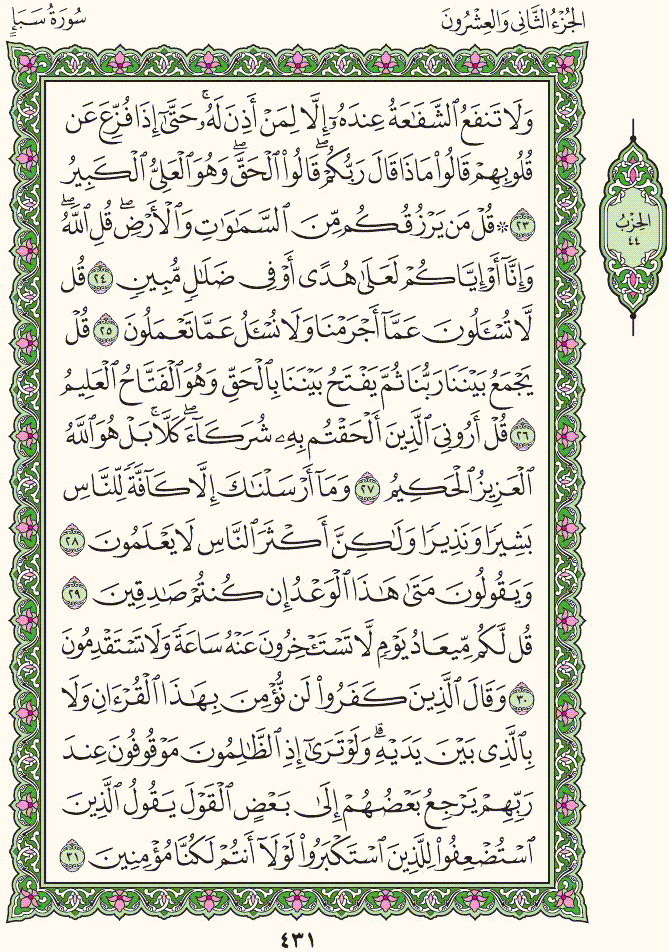 الجُزْءُ الثَّانِي وَالعِشْرُونَ
سُورَةُ سَبَإٍ
وَلَا تَنفَعُ ٱلشَّفَٰعَةُ عِندَهُۥٓ إِلَّا لِمَنْ أَذِنَ لَهُۥۚ حَتَّىٰٓ إِذَا فُزِّعَ عَن
قُلُوبِهِمْ قَالُوا۟ مَاذَا قَالَ رَبُّكُمْۖ قَالُوا۟ ٱلْحَقَّۖ وَهُوَ ٱلْعَلِىُّ ٱلْكَبِيرُ
٢٣ ۞ قُلْ مَن يَرْزُقُكُم مِّنَ ٱلسَّمَٰوَٰتِ وَٱلْأَرْضِۖ قُلِ ٱللَّهُۖ
وَإِنَّآ أَوْ إِيَّاكُمْ لَعَلَىٰ هُدًى أَوْ فِى ضَلَٰلٍ مُّبِينٍ ٢٤ قُل
لَّا تُسْـَٔلُونَ عَمَّآ أَجْرَمْنَا وَلَا نُسْـَٔلُ عَمَّا تَعْمَلُونَ ٢٥ قُلْ
يَجْمَعُ بَيْنَنَا رَبُّنَا ثُمَّ يَفْتَحُ بَيْنَنَا بِٱلْحَقِّ وَهُوَ ٱلْفَتَّاحُ ٱلْعَلِيمُ
٢٦ قُلْ أَرُونِىَ ٱلَّذِينَ أَلْحَقْتُم بِهِۦ شُرَكَآءَۖ كَلَّاۚ بَلْ هُوَ ٱللَّهُ
ٱلْعَزِيزُ ٱلْحَكِيمُ ٢٧ وَمَآ أَرْسَلْنَٰكَ إِلَّا كَآفَّةً لِّلنَّاسِ
بَشِيرًا وَنَذِيرًا وَلَٰكِنَّ أَكْثَرَ ٱلنَّاسِ لَا يَعْلَمُونَ ٢٨
وَيَقُولُونَ مَتَىٰ هَٰذَا ٱلْوَعْدُ إِن كُنتُمْ صَٰدِقِينَ ٢٩
قُل لَّكُم مِّيعَادُ يَوْمٍ لَّا تَسْتَـْٔخِرُونَ عَنْهُ سَاعَةً وَلَا تَسْتَقْدِمُونَ
٣٠ وَقَالَ ٱلَّذِينَ كَفَرُوا۟ لَن نُّؤْمِنَ بِهَٰذَا ٱلْقُرْءَانِ وَلَا
بِٱلَّذِى بَيْنَ يَدَيْهِۗ وَلَوْ تَرَىٰٓ إِذِ ٱلظَّٰلِمُونَ مَوْقُوفُونَ عِندَ
رَبِّهِمْ يَرْجِعُ بَعْضُهُمْ إِلَىٰ بَعْضٍ ٱلْقَوْلَ يَقُولُ ٱلَّذِينَ
ٱسْتُضْعِفُوا۟ لِلَّذِينَ ٱسْتَكْبَرُوا۟ لَوْلَآ أَنتُمْ لَكُنَّا مُؤْمِنِينَ ٣١
الحِزْبُ
٤٤
٤٣١